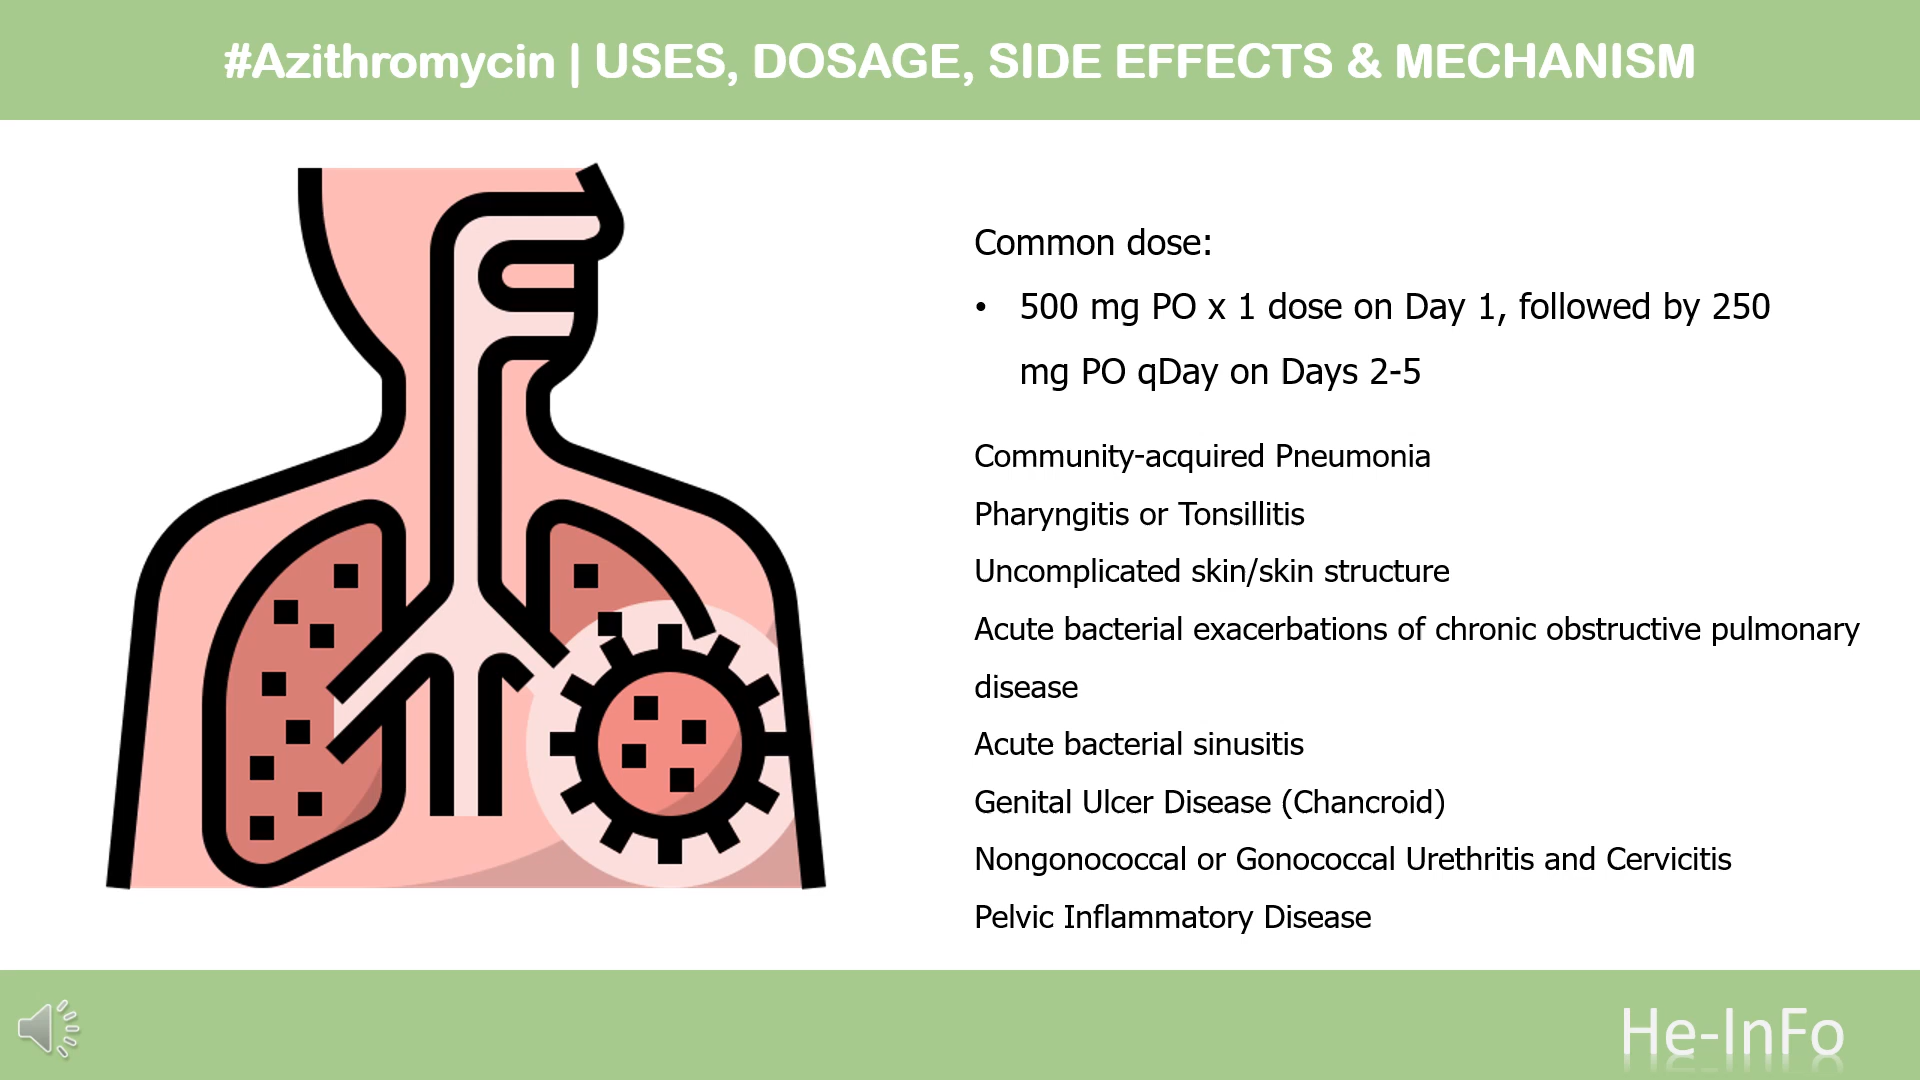 #Azithromycin | USES, DOSAGE, SIDE EFFECTS & MECHANISM
Common dose:
• 500 mg PO x 1 dose on Day 1, followed by 250
mg PO qDay on Days 2-5
Community-acquired Pneumonia
Pharyngitis or Tonsillitis
Uncomplicated skin/skin structure
Acute bacterial exacerbations of chronic obstructive pulmonary
disease
Acute bacterial sinusitis
Genital Ulcer Disease (Chancroid)
Nongonococcal or Gonococcal Urethritis and Cervicitis
Pelvic Inflammatory Disease
He-InFo